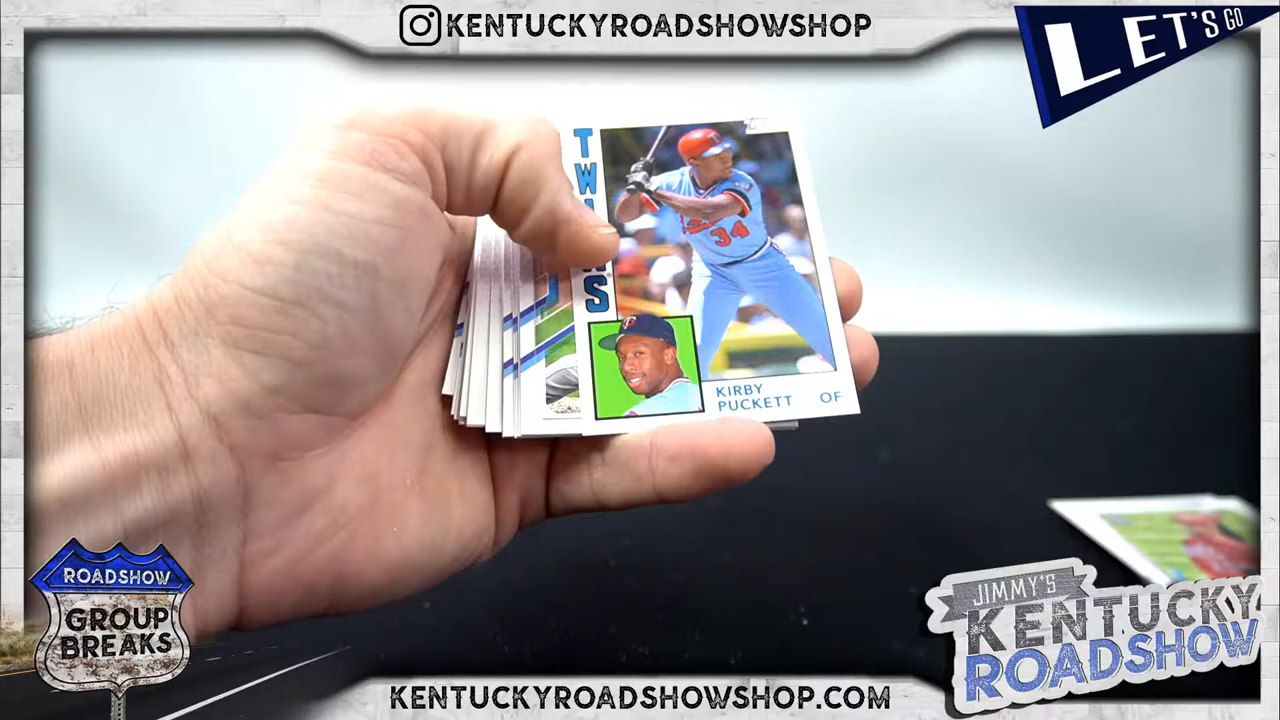 KENTUCKYROADSHOWSHOP
LET'S GO
TWINS
34
KIRBY
PUCKETT OF
ROADSHOW
GROUP
BREAKS
JIMMY'S
KENTUCKY
ROADSHOW
KENTUCKYROADSHOWSHOP.COM